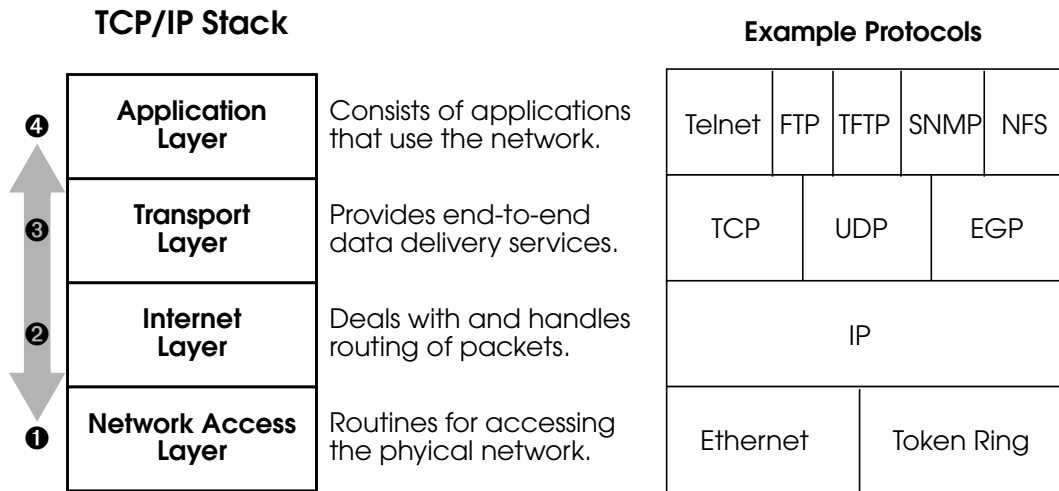 TCP/IP Stack
Example Protocols
❹
Application
Layer
Consists of applications
that use the network.
Telnet FTP TFTP SNMP NFS
❸
Transport
Layer
Provides end-to-end
data delivery services.
TCP UDP EGP
❷
Internet
Layer
Deals with and handles
routing of packets.
IP
❶
Network Access
Layer
Routines for accessing
the phyical network.
Ethernet Token Ring